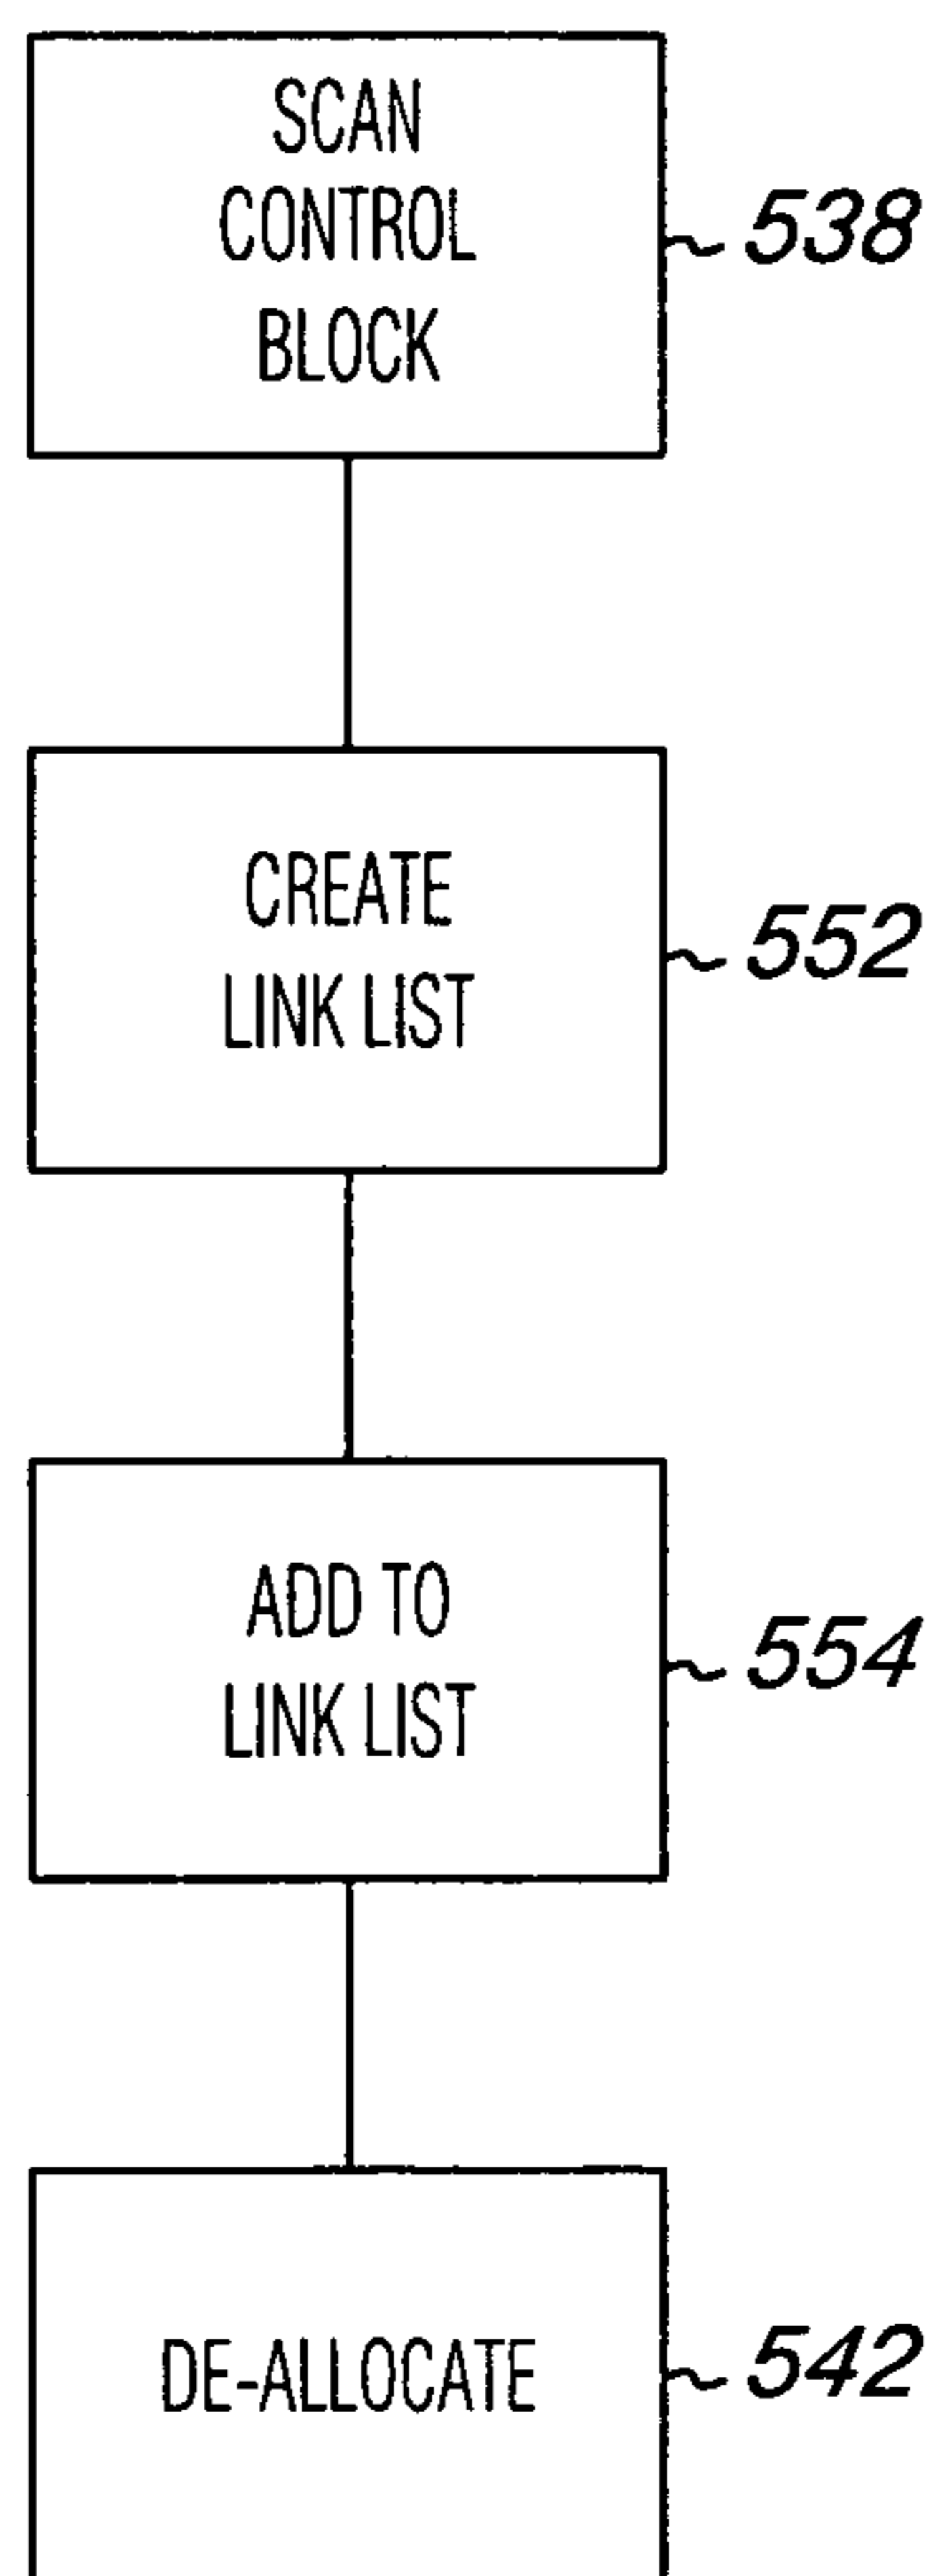 SCAN
CONTROL
BLOCK
538
CREATE
LINK LIST
552
ADD TO
LINK LIST
554
DE-ALLOCATE
542